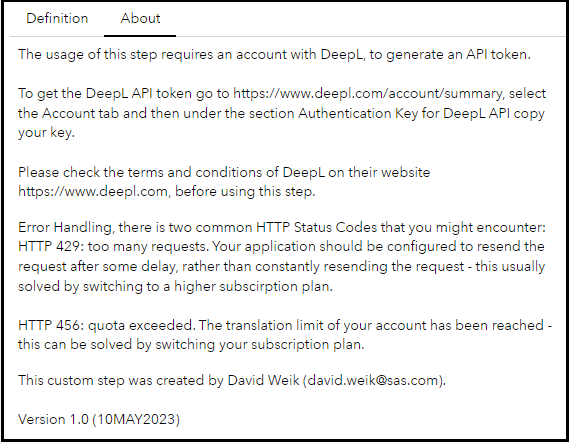 Definition About
The usage of this step requires an account with DeepL, to generate an API token.
To get the DeepL API token go to https://www.deepl.com/account/summary, select
the Account tab and then under the section Authentication Key for DeepL API copy
your key.
Please check the terms and conditions of DeepL on their website
https://www.deepl.com, before using this step.
Error Handling, there is two common HTTP Status Codes that you might encounter:
HTTP 429: too many requests. Your application should be configured to resend the
request after some delay, rather than constantly resending the request - this usually
solved by switching to a higher subscirption plan.
HTTP 456: quota exceeded. The translation limit of your account has been reached -
this can be solved by switching your subscription plan.
This custom step was created by David Weik (david.weik@sas.com).
Version 1.0 (10MAY2023)